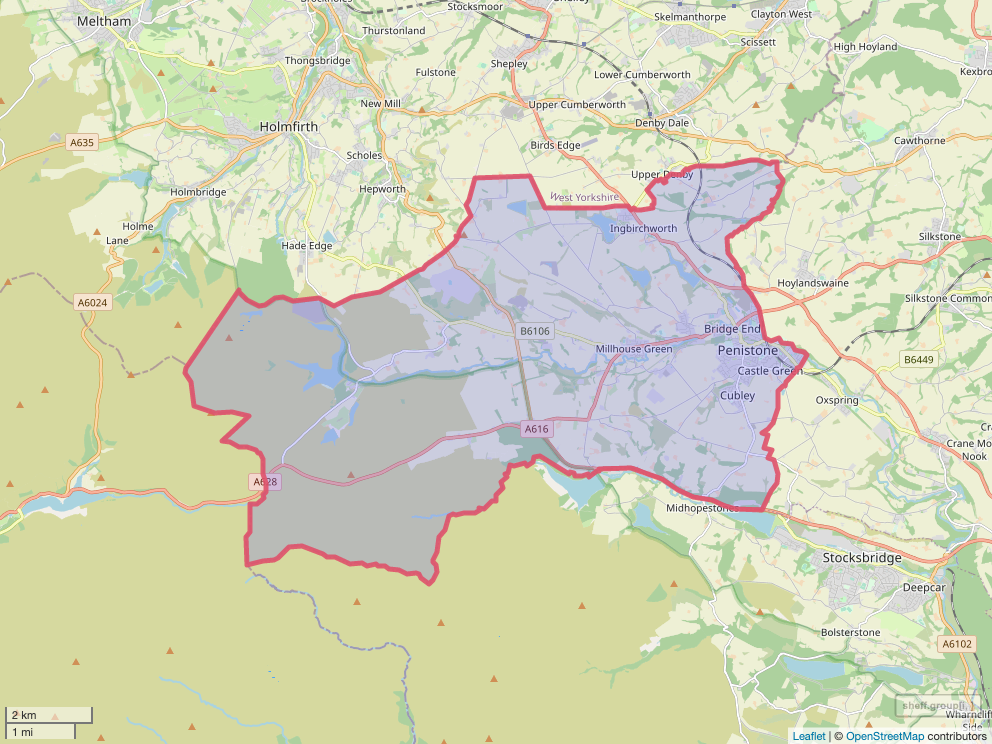 Brockholes
Stocksmoor
Skelmanthorpe
Clayton West
Meltham
Thurstonland
Scissett
High Hoyland
Thongsbridge
Shepley
Fulstone
Lower Cumberworth
Kexbro
New Mill
Upper Cumberworth
Denby Dale
Holmfirth
A635
Birds Edge
Cawthorne
Scholes
Upper Denby
Hepworth
Holmbridge
West Yorkshire
Holme
Ingbirchworth
Lane
Hade Edge
Silkstone
Hoylandswaine
A6024
Silkstone Common
B6106
Bridge End
Millhouse Green
Penistone
B6449
Castle Green
Cubley
Oxspring
A616
Crane Mo
Nook
A628
Midhopestones
Stocksbridge
Deepcar
Bolsterstone
A6102
sheff.group
Wharncliff
Side
2 km
1 mi
Leaflet | © OpenStreetMap contributors